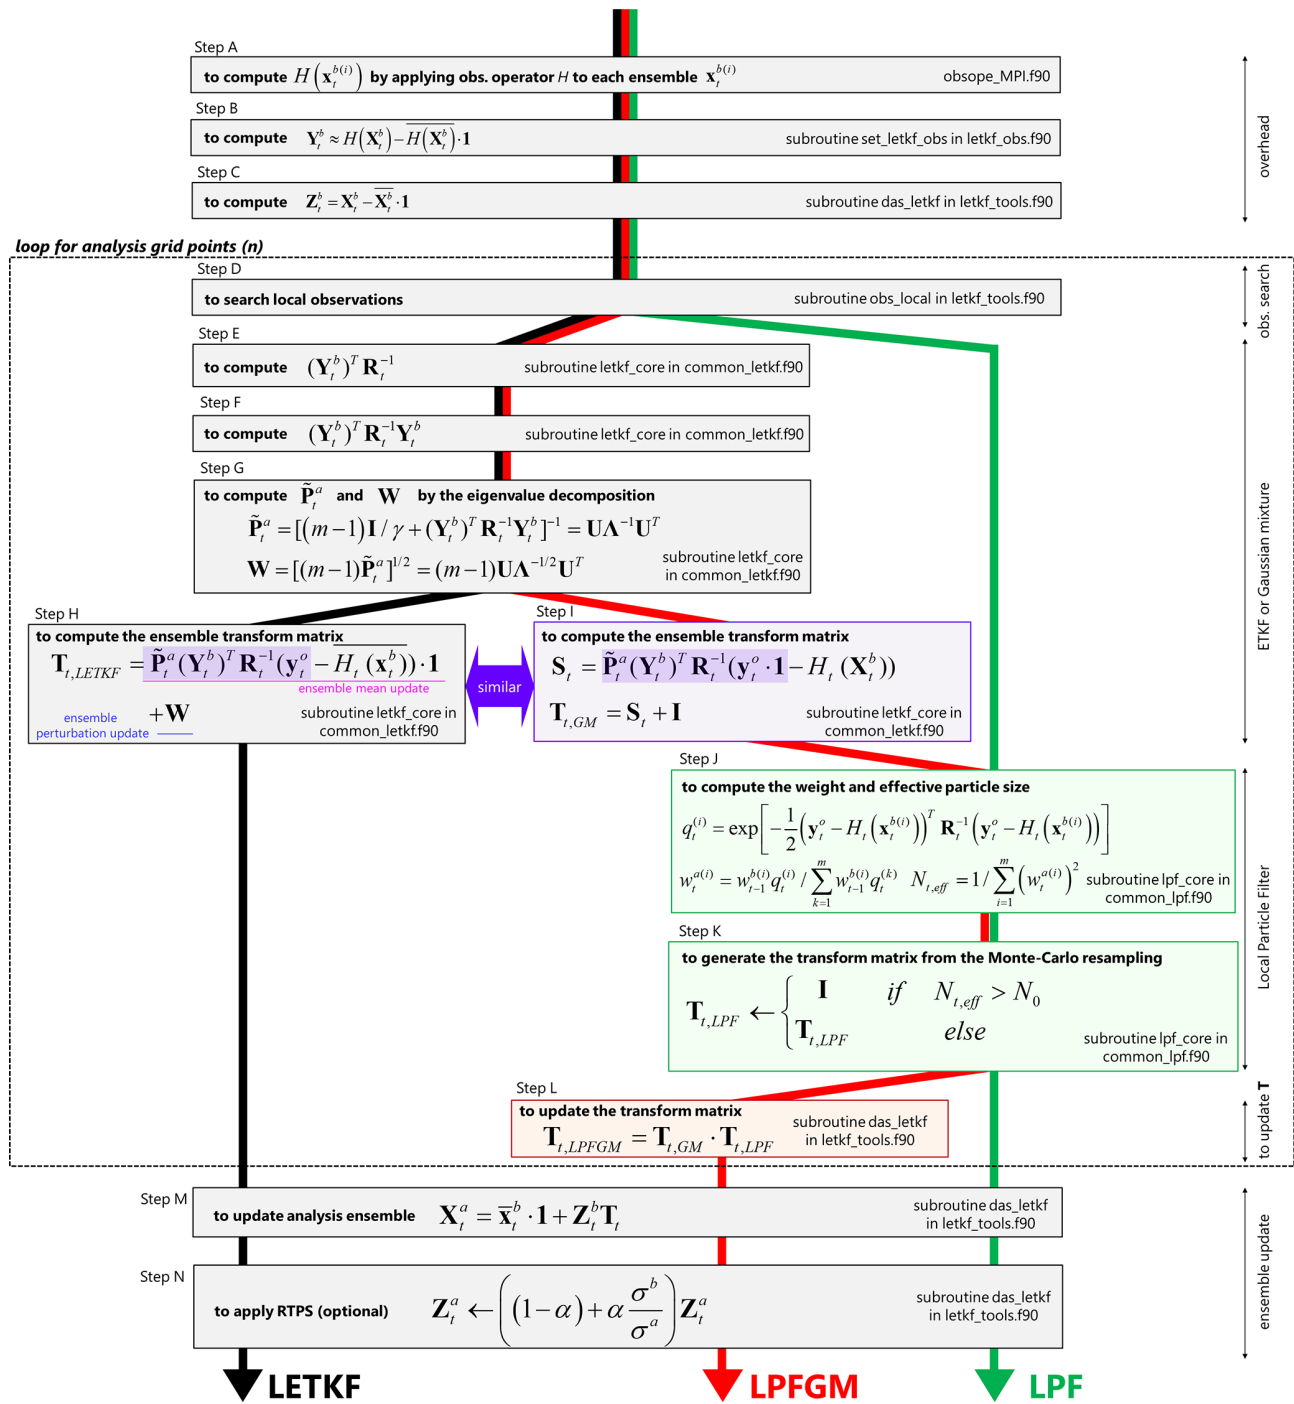 Step A
to compute H(x_t^{b(i)}) by applying obs. operator H to each ensemble x_t^{b(i)} obsope_MPI.f90
Step B
to compute Y_t^b ≈ H(X_t^b) − \overline{H(X_t^b)}·1 subroutine set_letkf_obs in letkf_obs.f90
Step C
to compute Z_t^b = X_t^b − \overline{X_t^b}·1 subroutine das_letkf in letkf_tools.f90
overhead
loop for analysis grid points (n)
Step D
to search local observations subroutine obs_local in letkf_tools.f90
obs. search
Step E
to compute (Y_t^b)^T R_t^{-1} subroutine letkf_core in common_letkf.f90
Step F
to compute (Y_t^b)^T R_t^{-1} Y_t^b subroutine letkf_core in common_letkf.f90
Step G
to compute \tilde{P}_t^a and W by the eigenvalue decomposition
\tilde{P}_t^a = [(m−1)I / γ + (Y_t^b)^T R_t^{-1} Y_t^b]^{-1} = UΛ^{-1}U^T
W = [(m−1)\tilde{P}_t^a]^{1/2} = (m−1)UΛ^{-1/2}U^T
subroutine letkf_core
in common_letkf.f90
ETKF or Gaussian mixture
Step H
to compute the ensemble transform matrix
T_{t,LETKF} = \tilde{P}_t^a (Y_t^b)^T R_t^{-1}(y_t^o − \overline{H_t(x_t^b)})·1
ensemble mean update
+W
ensemble
perturbation update
subroutine letkf_core in
common_letkf.f90
similar
Step I
to compute the ensemble transform matrix
S_t = \tilde{P}_t^a (Y_t^b)^T R_t^{-1}(y_t^o·1 − H_t(X_t^b))
T_{t,GM} = S_t + I
subroutine letkf_core in
common_letkf.f90
Step J
to compute the weight and effective particle size
q_t^{(i)} = exp[−\frac{1}{2}(y_t^o − H_t(x_t^{b(i)}))^T R_t^{-1}(y_t^o − H_t(x_t^{b(i)}))]
w_t^{a(i)} = w_{t−1}^{b(i)} q_t^{(i)} / \sum_{k=1}^{m} w_{t−1}^{b(i)} q_t^{(k)} N_{t,eff} = 1/\sum_{i=1}^{m}(w_t^{a(i)})^2
subroutine lpf_core in
common_lpf.f90
Local Particle Filter
Step K
to generate the transform matrix from the Monte-Carlo resampling
T_{t,LPF} ← { I if N_{t,eff} > N_0
T_{t,LPF} else
subroutine lpf_core in
common_lpf.f90
Step L
to update the transform matrix
T_{t,LPFGM} = T_{t,GM}·T_{t,LPF}
subroutine das_letkf
in letkf_tools.f90
to update T
Step M
to update analysis ensemble X_t^a = \overline{x}_t^b·1 + Z_t^b T_t
subroutine das_letkf
in letkf_tools.f90
Step N
to apply RTPS (optional) Z_t^a ← ((1−α) + α\frac{σ^b}{σ^a}) Z_t^a
subroutine das_letkf
in letkf_tools.f90
ensemble update
LETKF
LPFGM
LPF